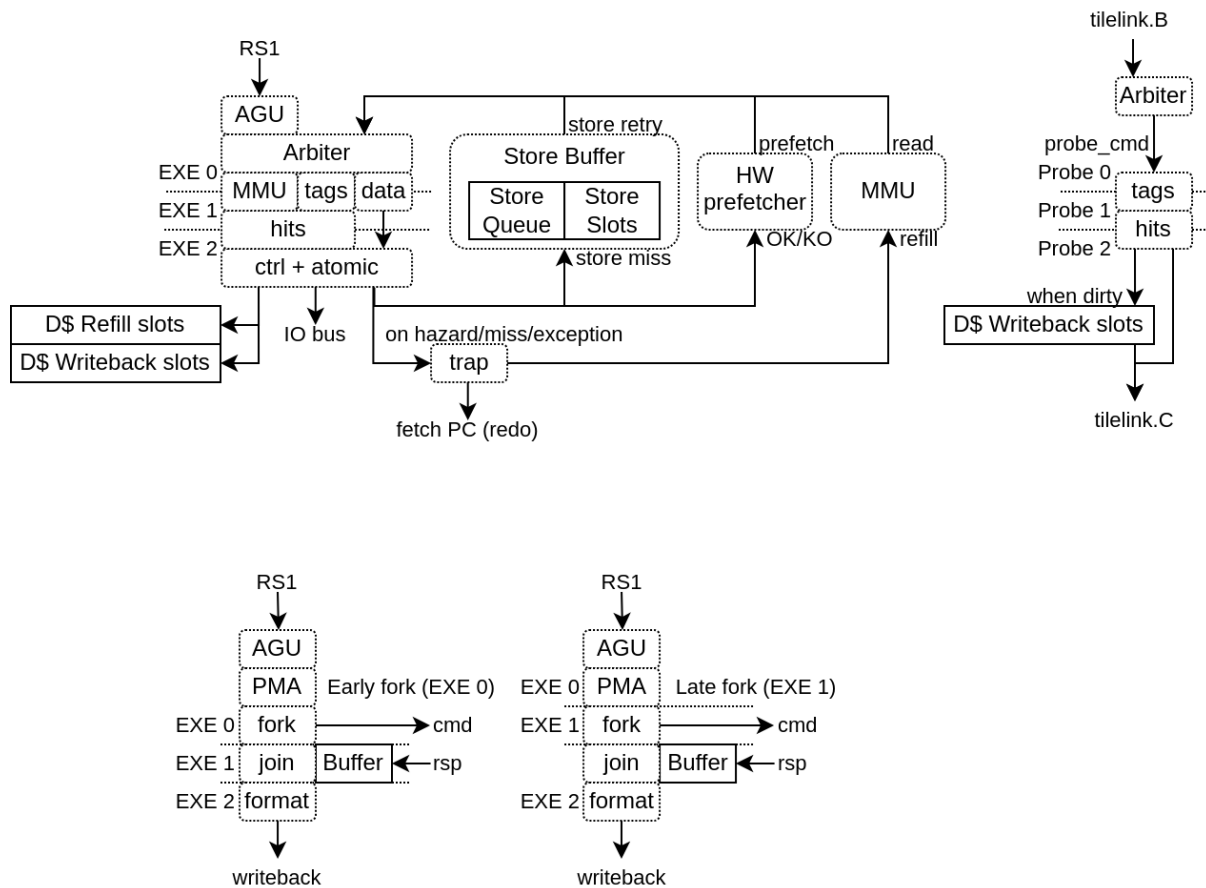 tilelink.B
RS1
AGU
Arbiter
Arbiter
store retry
prefetch
read
probe_cmd
Store Buffer
HW
prefetcher
MMU
EXE 0
MMU
tags
data
Store
Queue
Store
Slots
Probe 0
tags
EXE 1
hits
Probe 1
hits
OK/KO
refill
EXE 2
ctrl + atomic
store miss
Probe 2
when dirty
D$ Refill slots
IO bus
on hazard/miss/exception
D$ Writeback slots
D$ Writeback slots
trap
fetch PC (redo)
tilelink.C
RS1
AGU
PMA
Early fork (EXE 0)
EXE 0
fork
cmd
EXE 1
join
Buffer
rsp
EXE 2
format
writeback
RS1
AGU
EXE 0
PMA
Late fork (EXE 1)
EXE 1
fork
cmd
join
Buffer
rsp
EXE 2
format
writeback